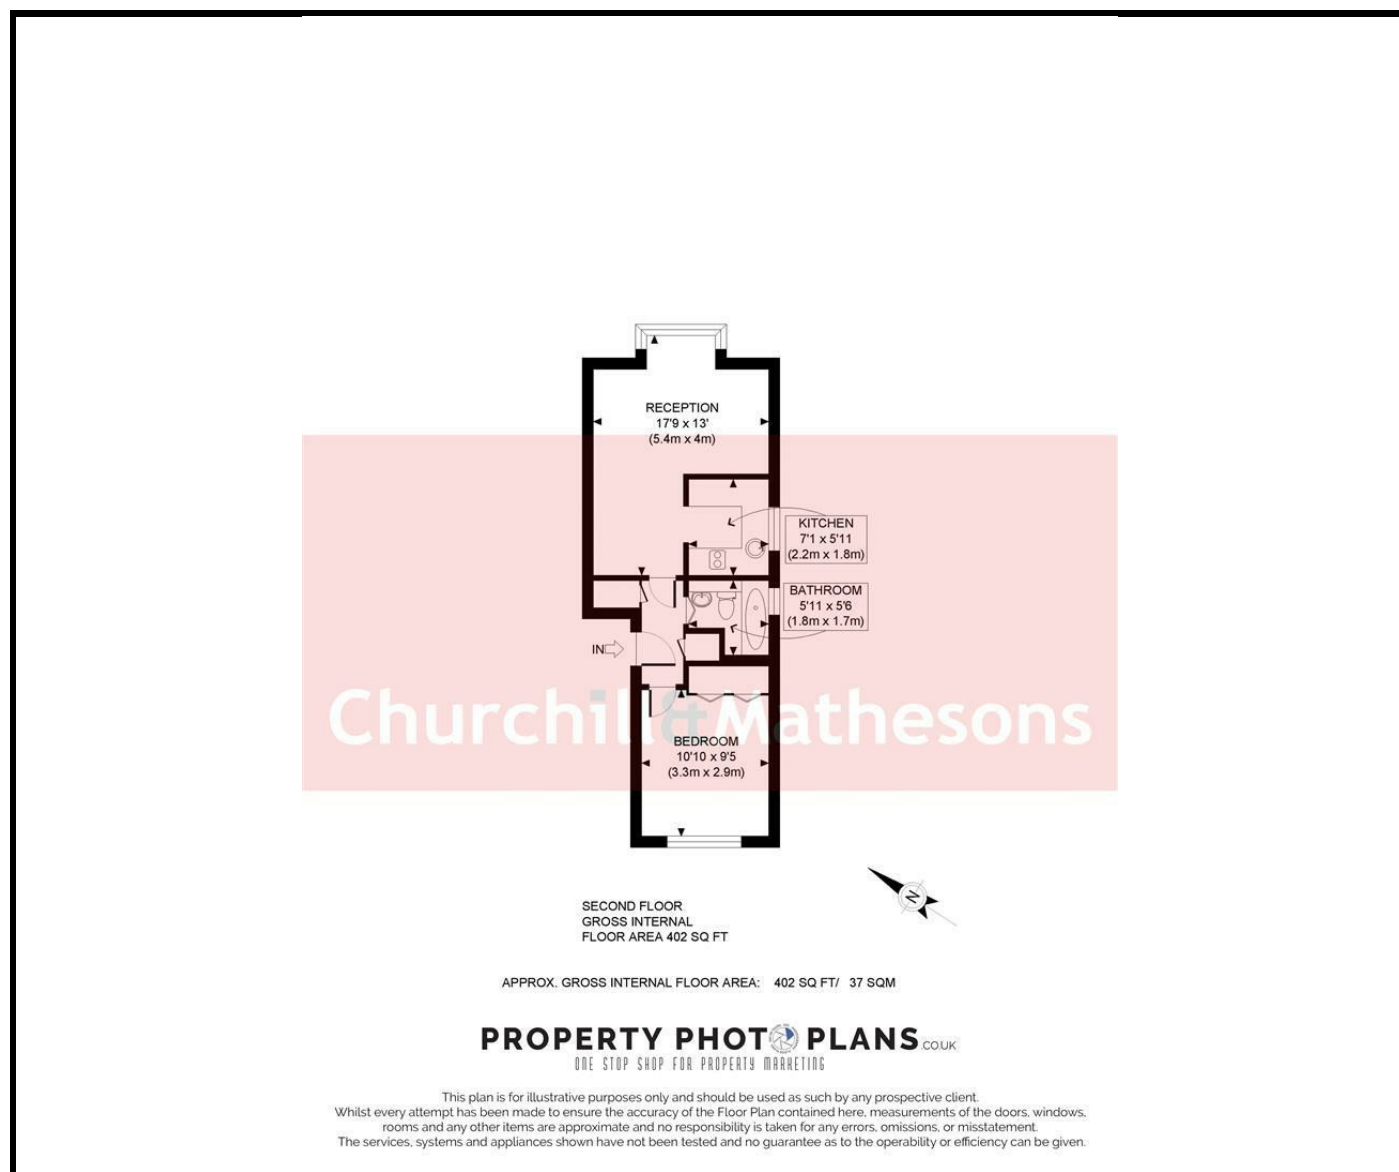 RECEPTION
17'9 x 13'
(5.4m x 4m)
KITCHEN
7'1 x 5'11
(2.2m x 1.8m)
BATHROOM
5'11 x 5'6
(1.8m x 1.7m)
IN
Churchill & Mathesons
BEDROOM
10'10 x 9'5
(3.3m x 2.9m)
N
SECOND FLOOR
GROSS INTERNAL
FLOOR AREA 402 SQ FT
APPROX. GROSS INTERNAL FLOOR AREA: 402 SQ FT/ 37 SQM
PROPERTY PHOTO PLANS.CO.UK
ONE STOP SHOP FOR PROPERTY MARKETING
This plan is for illustrative purposes only and should be used as such by any prospective client.
Whilst every attempt has been made to ensure the accuracy of the Floor Plan contained here, measurements of the doors, windows,
rooms and any other items are approximate and no responsibility is taken for any errors, omissions, or misstatement.
The services, systems and appliances shown have not been tested and no guarantee as to the operability or efficiency can be given.